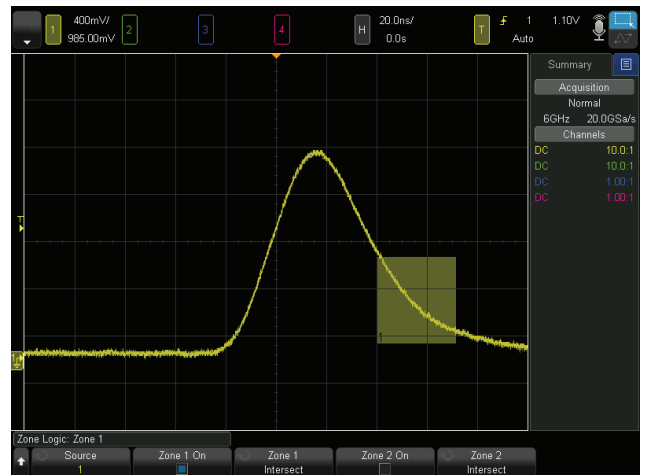 1 400mV/ 2 3 4 H 20.0ns/ T 1 1.10V
985.00mV/ 0.0s Auto
Summary
Acquisition
Normal
6GHz 20.0GSa/s
Channels
DC 10.0:1
DC 10.0:1
DC 1.00:1
DC 1.00:1
T
1
1
Zone Logic: Zone 1
Source Zone 1 On Zone 1 Zone 2 On Zone 2
1 Intersect Intersect